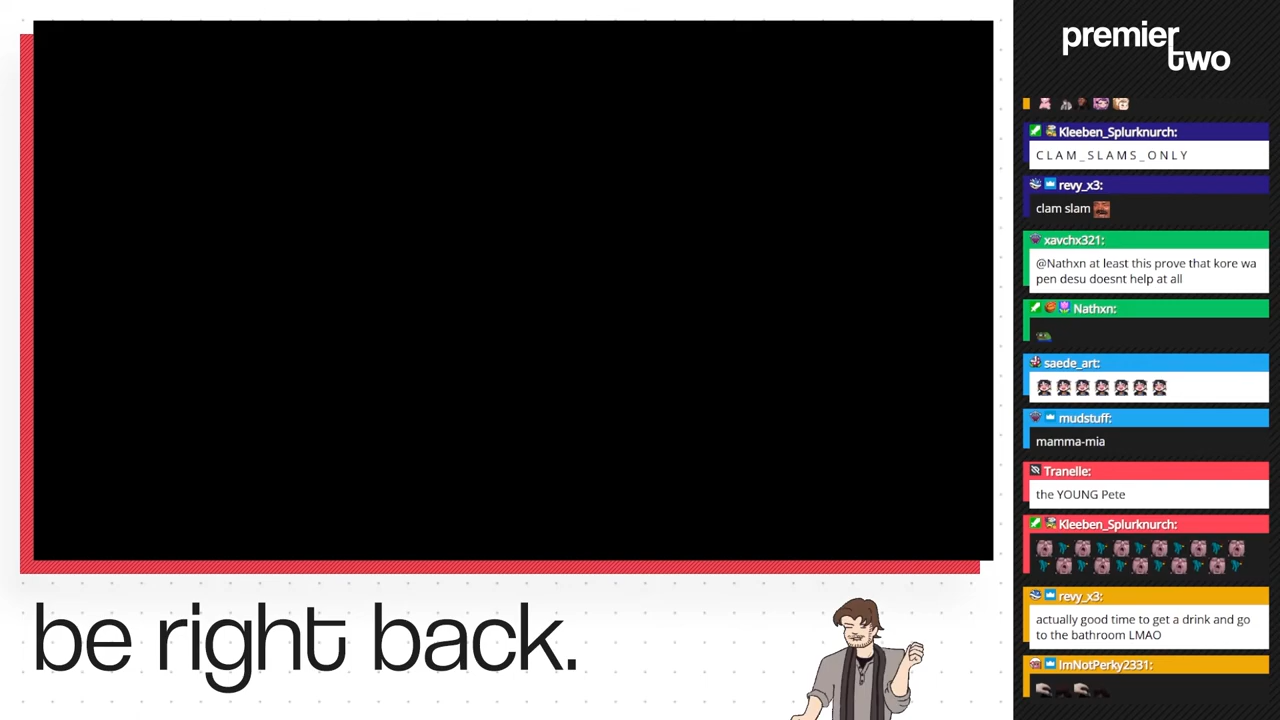 premier
two
Kleeben_Splurknurch:
C L A M _ S L A M S _ O N L Y
revy_x3:
clam slam
xavchx321:
@Nathxn at least this prove that kore wa
pen desu doesnt help at all
Nathxn:
saede_art:
mudstuff:
mamma-mia
Tranelle:
the YOUNG Pete
Kleeben_Splurknurch:
revy_x3:
actually good time to get a drink and go
to the bathroom LMAO
ImNotPerky2331:
be right back.